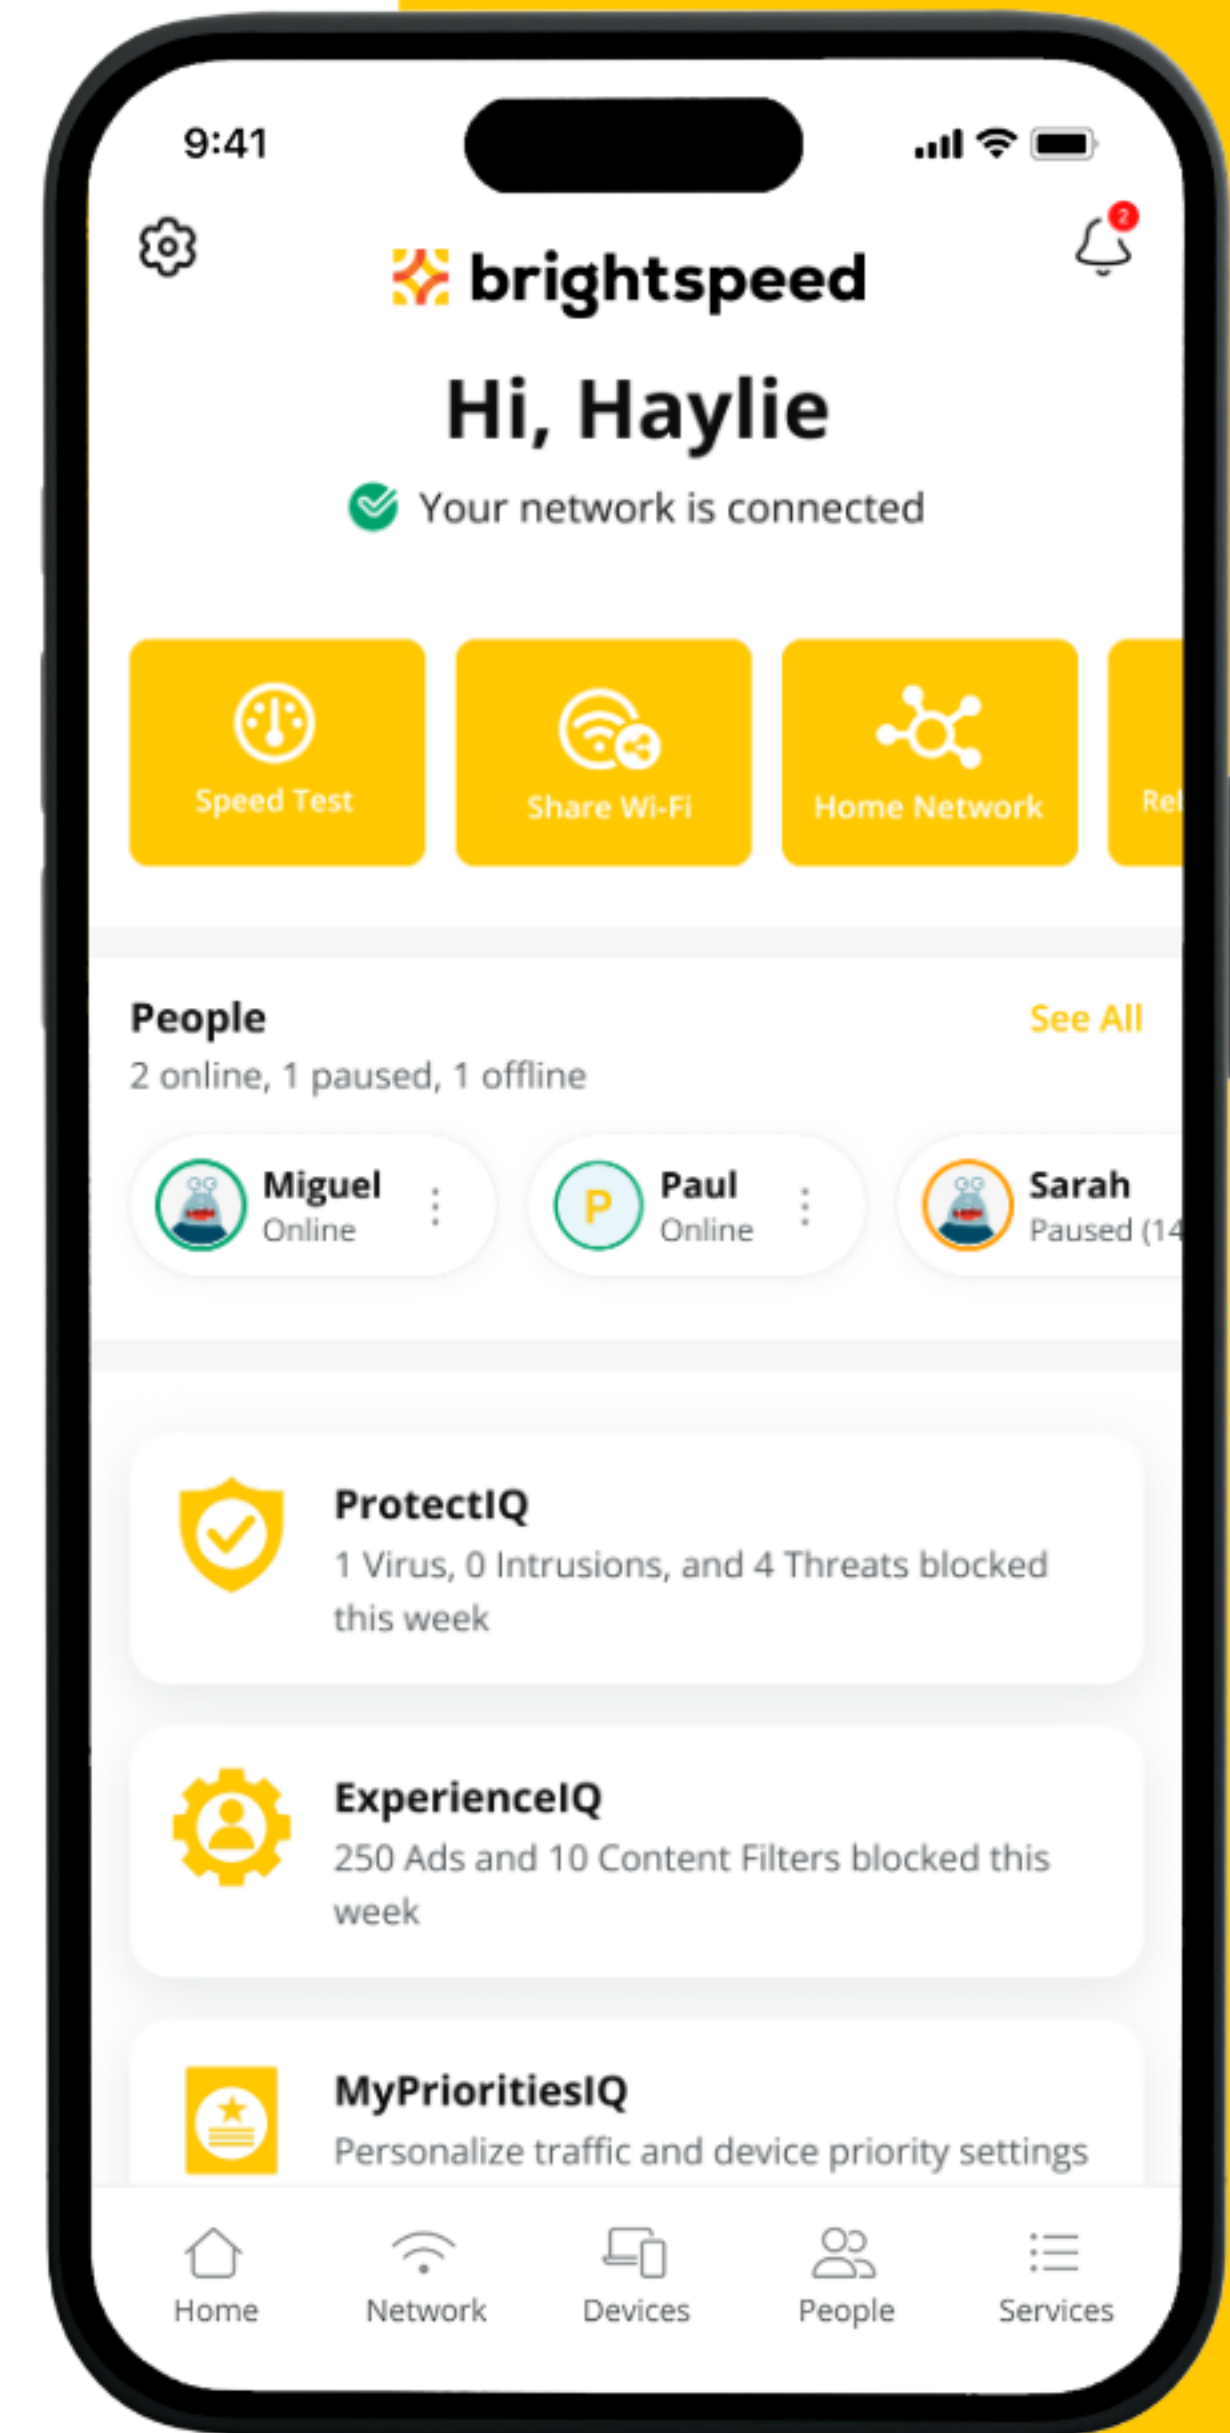 9:41
2
brightspeed
Hi, Haylie
Your network is connected
Speed Test
Share Wi-Fi
Home Network
People
See All
2 online, 1 paused, 1 offline
Miguel
Online
P
Paul
Online
Sarah
Paused (14
ProtectIQ
1 Virus, 0 Intrusions, and 4 Threats blocked
this week
ExperienceIQ
250 Ads and 10 Content Filters blocked this
week
MyPrioritiesIQ
Personalize traffic and device priority settings
Home
Network
Devices
People
Services